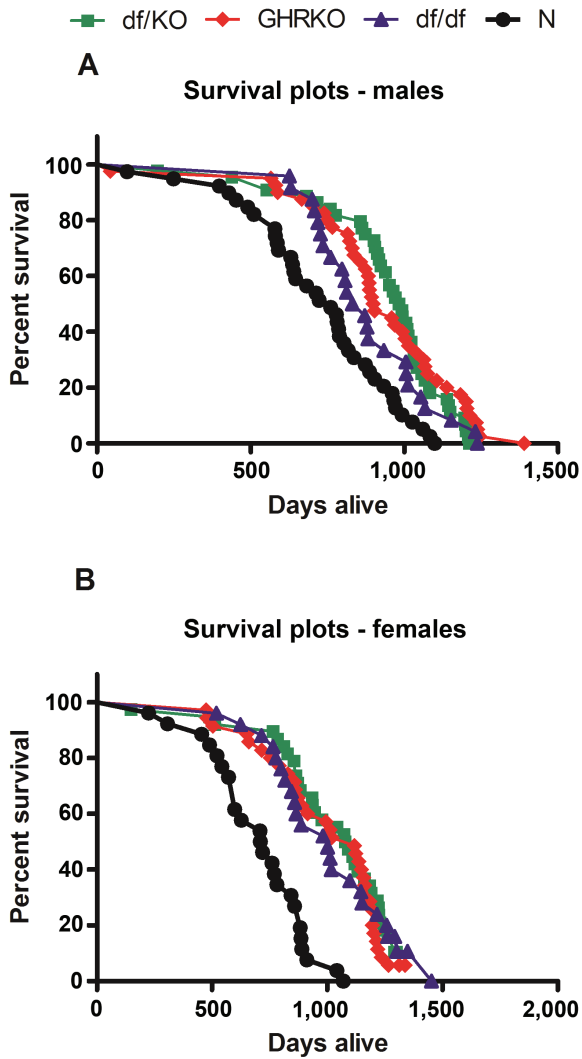 df/KO GHRKO df/df N
A
Survival plots - males
Percent survival
100
80
60
40
20
0
0 500 1,000 1,500
Days alive
B
Survival plots - females
Percent survival
100
80
60
40
20
0
0 500 1,000 1,500 2,000
Days alive